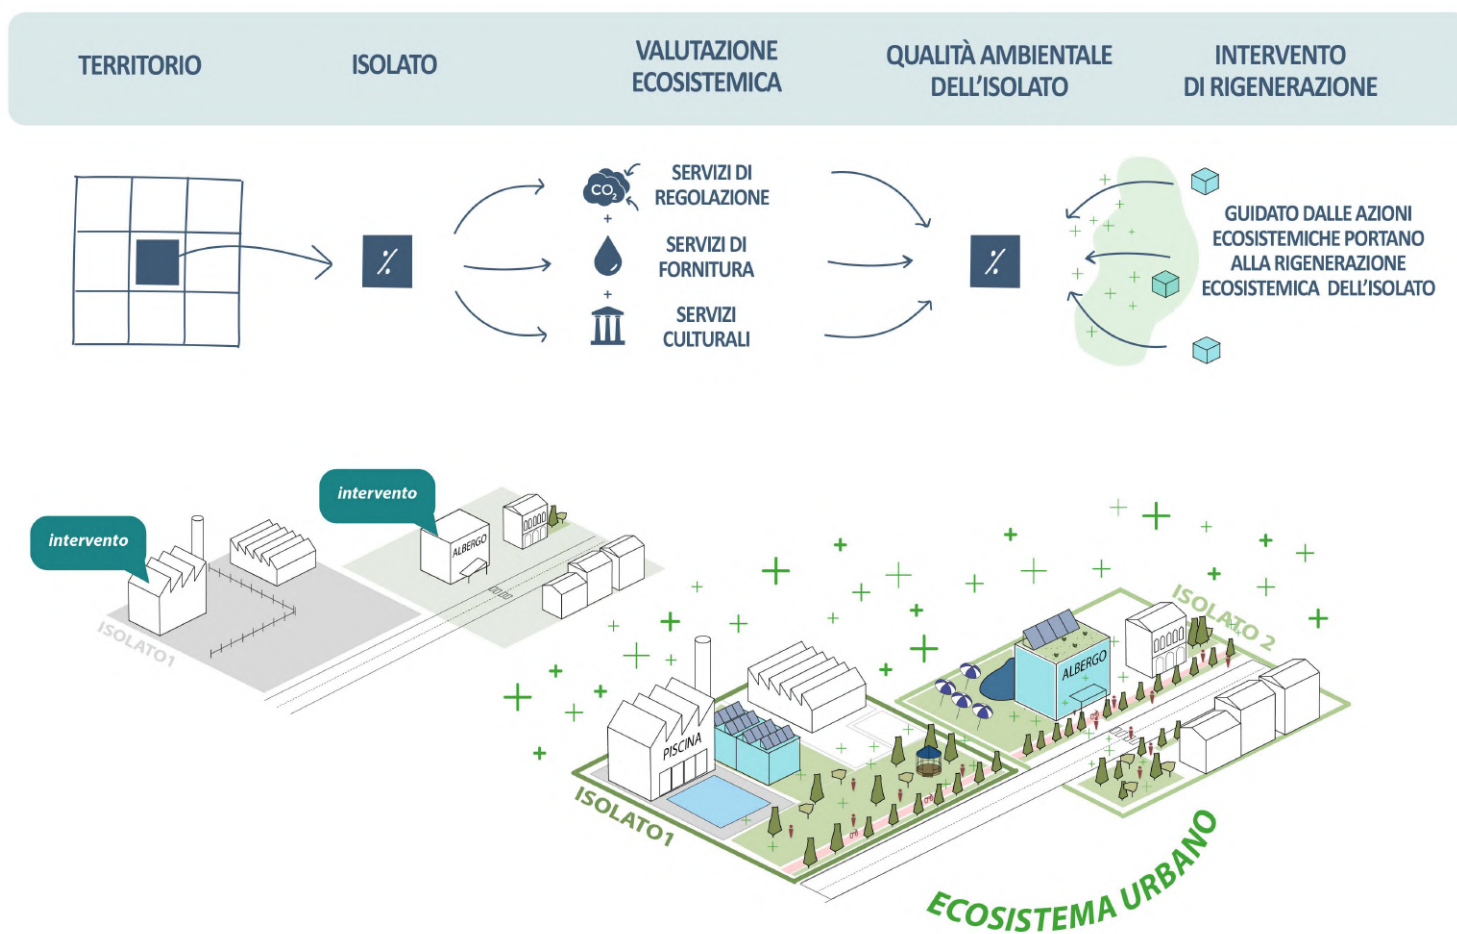 TERRITORIO
ISOLATO
VALUTAZIONE
ECOSISTEMICA
QUALITÀ AMBIENTALE
DELL'ISOLATO
INTERVENTO
DI RIGENERAZIONE
%
CO2
+
SERVIZI DI
REGOLAZIONE
SERVIZI DI
FORNITURA
+
SERVIZI
CULTURALI
%
GUIDATO DALLE AZIONI
ECOSISTEMICHE PORTANO
ALLA RIGENERAZIONE
ECOSISTEMICA DELL'ISOLATO
intervento
intervento
ALBERGO
ISOLATO1
ISOLATO 2
ALBERGO
PISCINA
ISOLATO1
ECOSISTEMA URBANO